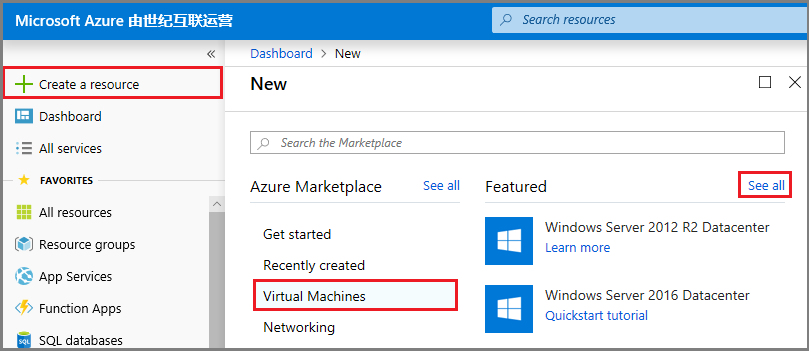 Microsoft Azure 由世纪互联运营
Search resources
«
Create a resource
Dashboard
All services
FAVORITES
All resources
Resource groups
App Services
Function Apps
SQL databases
Dashboard > New
New
Search the Marketplace
Azure Marketplace See all
Get started
Recently created
Virtual Machines
Networking
Featured See all
Windows Server 2012 R2 Datacenter
Learn more
Windows Server 2016 Datacenter
Quickstart tutorial